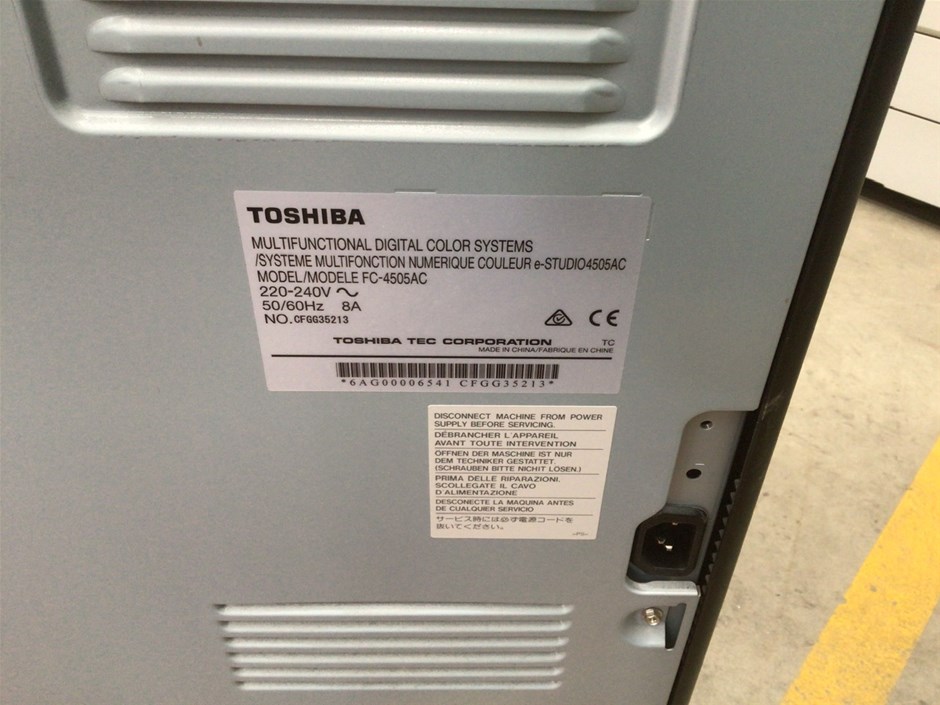 TOSHIBA
MULTIFUNCTIONAL DIGITAL COLOR SYSTEMS
/SYSTEME MULTIFONCTION NUMERIQUE COULEUR e-STUDIO4505AC
MODEL/MODELE FC-4505AC
220-240V
50/60Hz 8A
NO. CFGG35213
CE
TOSHIBA TEC CORPORATION TC
MADE IN CHINA/FABRIQUE EN CHINE
*6AG00006541 CFGG35213*
DISCONNECT MACHINE FROM POWER
SUPPLY BEFORE SERVICING.
DÉBRANCHER L'APPAREIL
AVANT TOUTE INTERVENTION
ÖFFNEN DER MASCHINE IST NUR
DEM TECHNIKER GESTATTET.
(SCHRAUBEN BITTE NICHT LÖSEN.)
PRIMA DELLE RIPARAZIONI,
SCOLLEGATE IL CAVO
D'ALIMENTAZIONE
DESCONECTE LA MAQUINA ANTES
DE CUALQUIER SERVICIO
サービス時には必ず電源コードを
抜いてください。